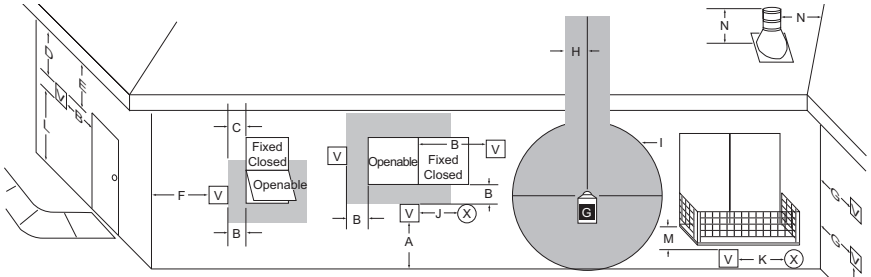 N
N
D
E
V
B
L
H
C
Fixed
Closed
Openable
V
F
B
V
Openable
B
Fixed
Closed
V
B
B
V
J
X
A
I
G
M
V
K
X
G
V
G
V